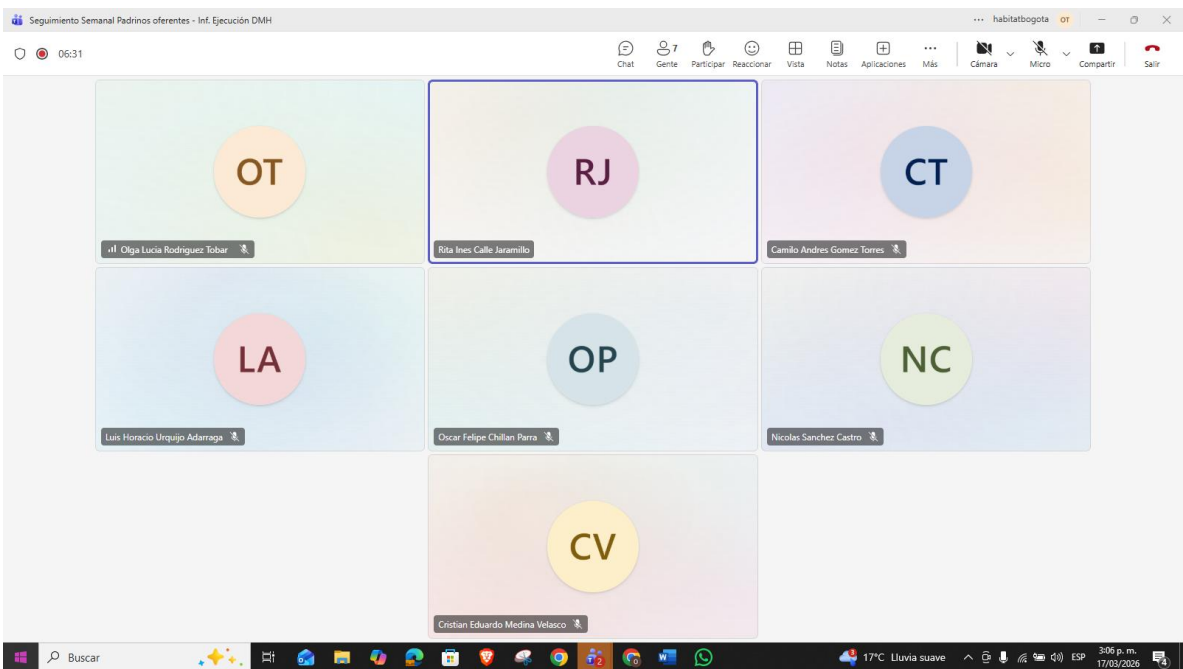 Seguimiento Semanal Padrinos oferentes - Inf. Ejecución DMH
··· habitatbogota OT
06:31
7
Chat Gente Participar Reaccionar Vista Notas Aplicaciones Más Cámara Micro Compartir Salir
OT RJ CT
Olga Lucia Rodriguez Tobar Rita Ines Calle Jaramillo Camilo Andres Gomez Torres
LA OP NC
Luis Horacio Urquijo Adarraga Oscar Felipe Chillan Parra Nicolas Sanchez Castro
CV
Cristian Eduardo Medina Velasco
Buscar 17°C Lluvia suave ESP 3:06 p. m.
17/03/2026